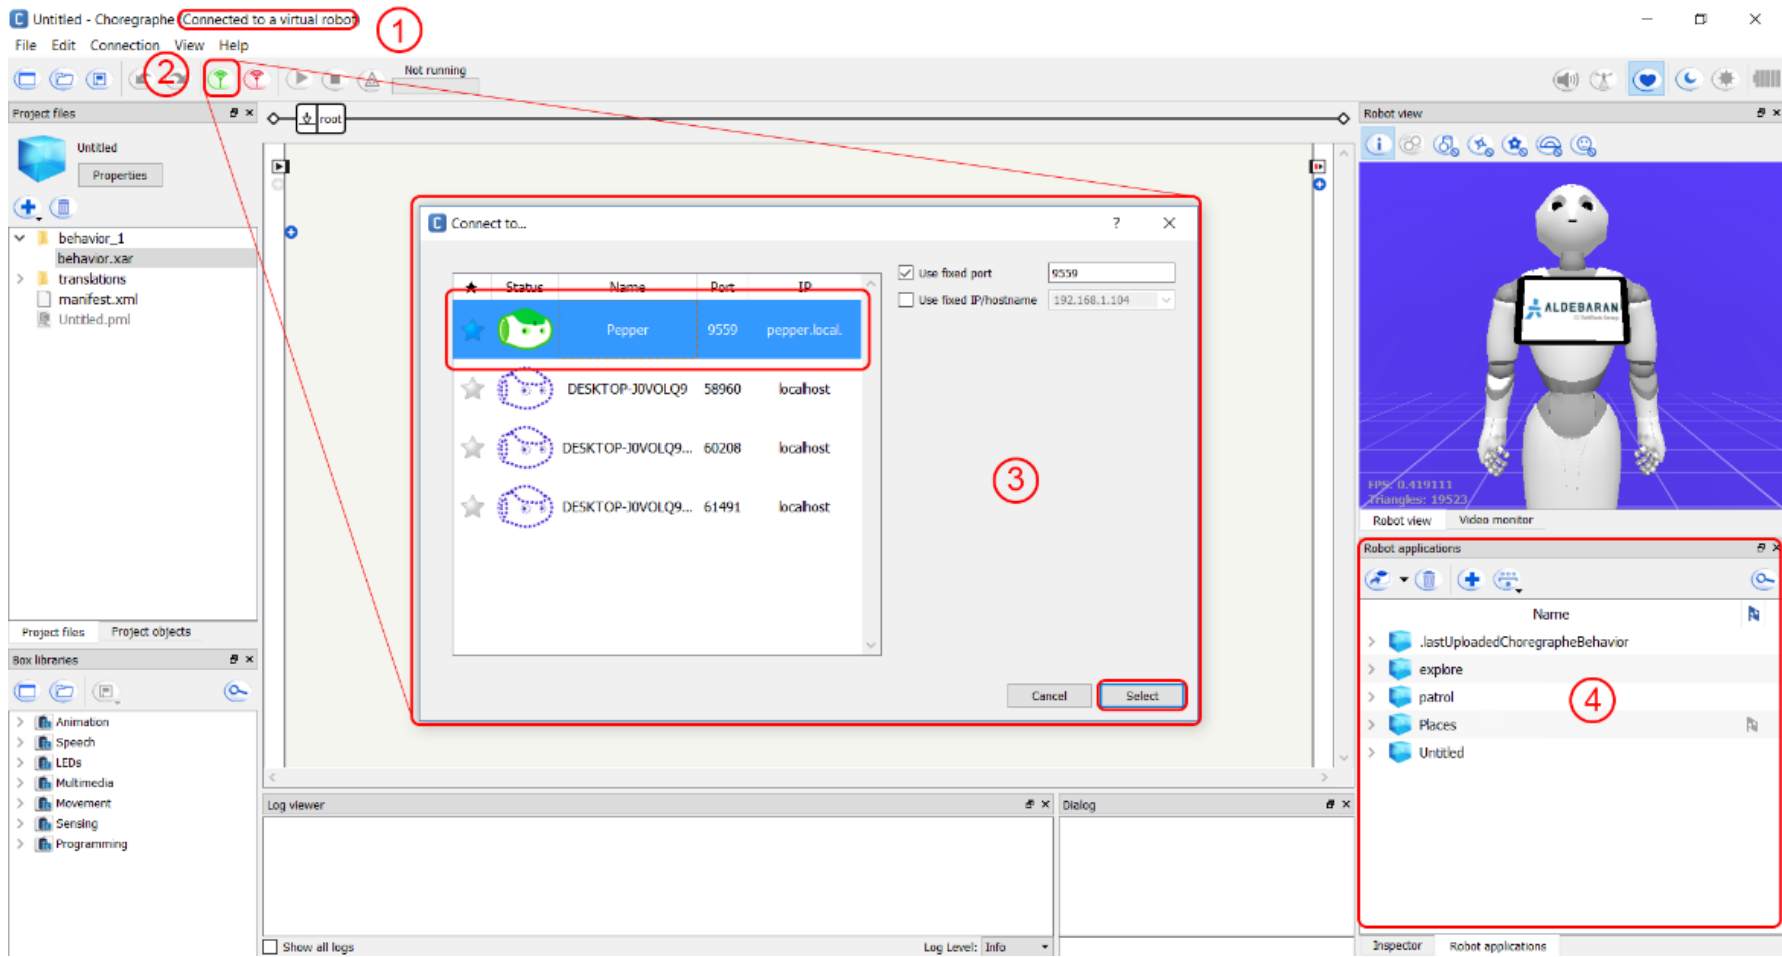 Untitled - Choregraphe (Connected to a virtual robot)
1
File Edit Connection View Help
2
Not running
Project files
Untitled
Properties
behavior_1
behavior.xar
translations
manifest.xml
Untitled.pml
Project files Project objects
Box libraries
Animation
Speech
LEDs
Multimedia
Movement
Sensing
Programming
root
Connect to...
?
Status Name Port IP
Pepper 9559 pepper.local.
DESKTOP-J0VOLQ9 58960 localhost
DESKTOP-J0VOLQ9... 60208 localhost
DESKTOP-J0VOLQ9... 61491 localhost
Use fixed port 9559
Use fixed IP/hostname 192.168.1.104
3
Cancel Select
Log viewer
Show all logs
Log Level: Info
Dialog
Robot view
ALDEBARAN
FPS: 0.419111
Triangles: 19523
Robot view Video monitor
Robot applications
Name
.lastUploadedChoregrapheBehavior
explore
patrol
Places
Untitled
4
Inspector Robot applications